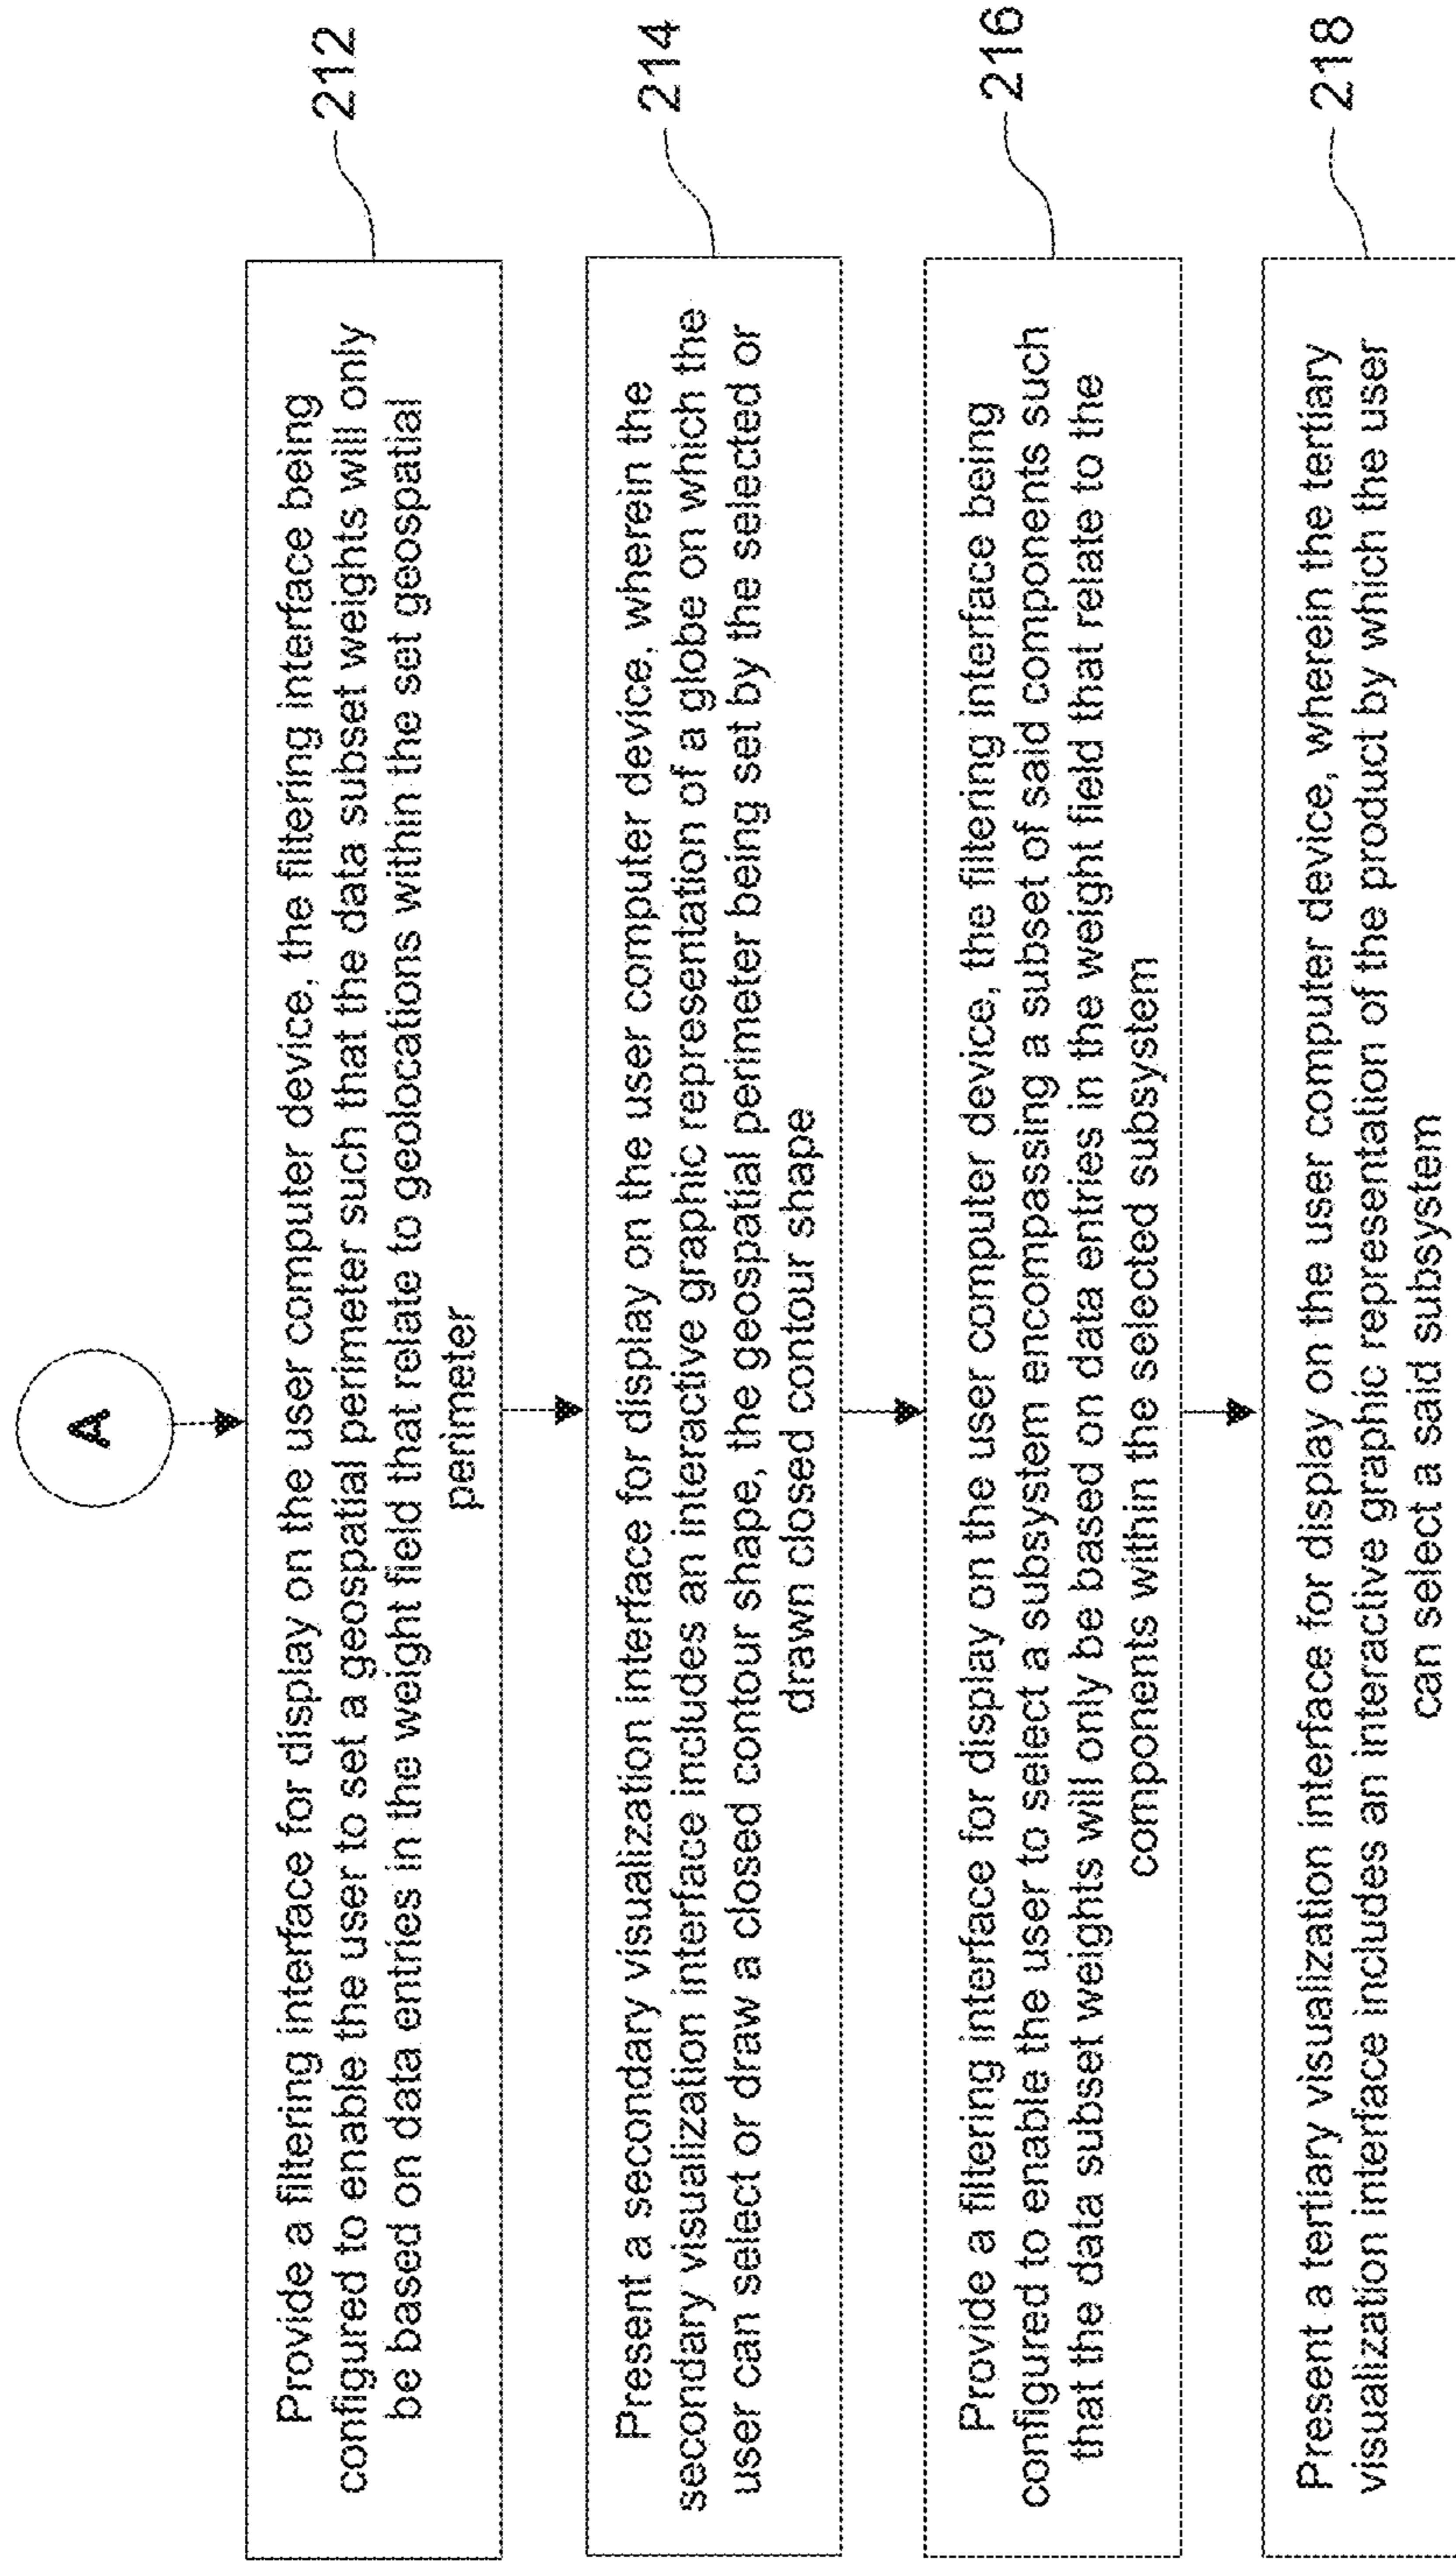 A
Provide a filtering interface for display on the user computer device, the filtering interface being
configured to enable the user to set a geospatial perimeter such that the data subset weights will only
be based on data entries in the weight field that relate to geolocations within the set geospatial
perimeter
212
Present a secondary visualization interface for display on the user computer device, wherein the
secondary visualization interface includes an interactive graphic representation of a globe on which the
user can select or draw a closed contour shape, the geospatial perimeter being set by the selected or
drawn closed contour shape
214
Provide a filtering interface for display on the user computer device, the filtering interface being
configured to enable the user to select a subsystem encompassing a subset of said components such
that the data subset weights will only be based on data entries in the weight field that relate to the
components within the selected subsystem
216
Present a tertiary visualization interface for display on the user computer device, wherein the tertiary
visualization interface includes an interactive graphic representation of the product by which the user
can select a said subsystem
218